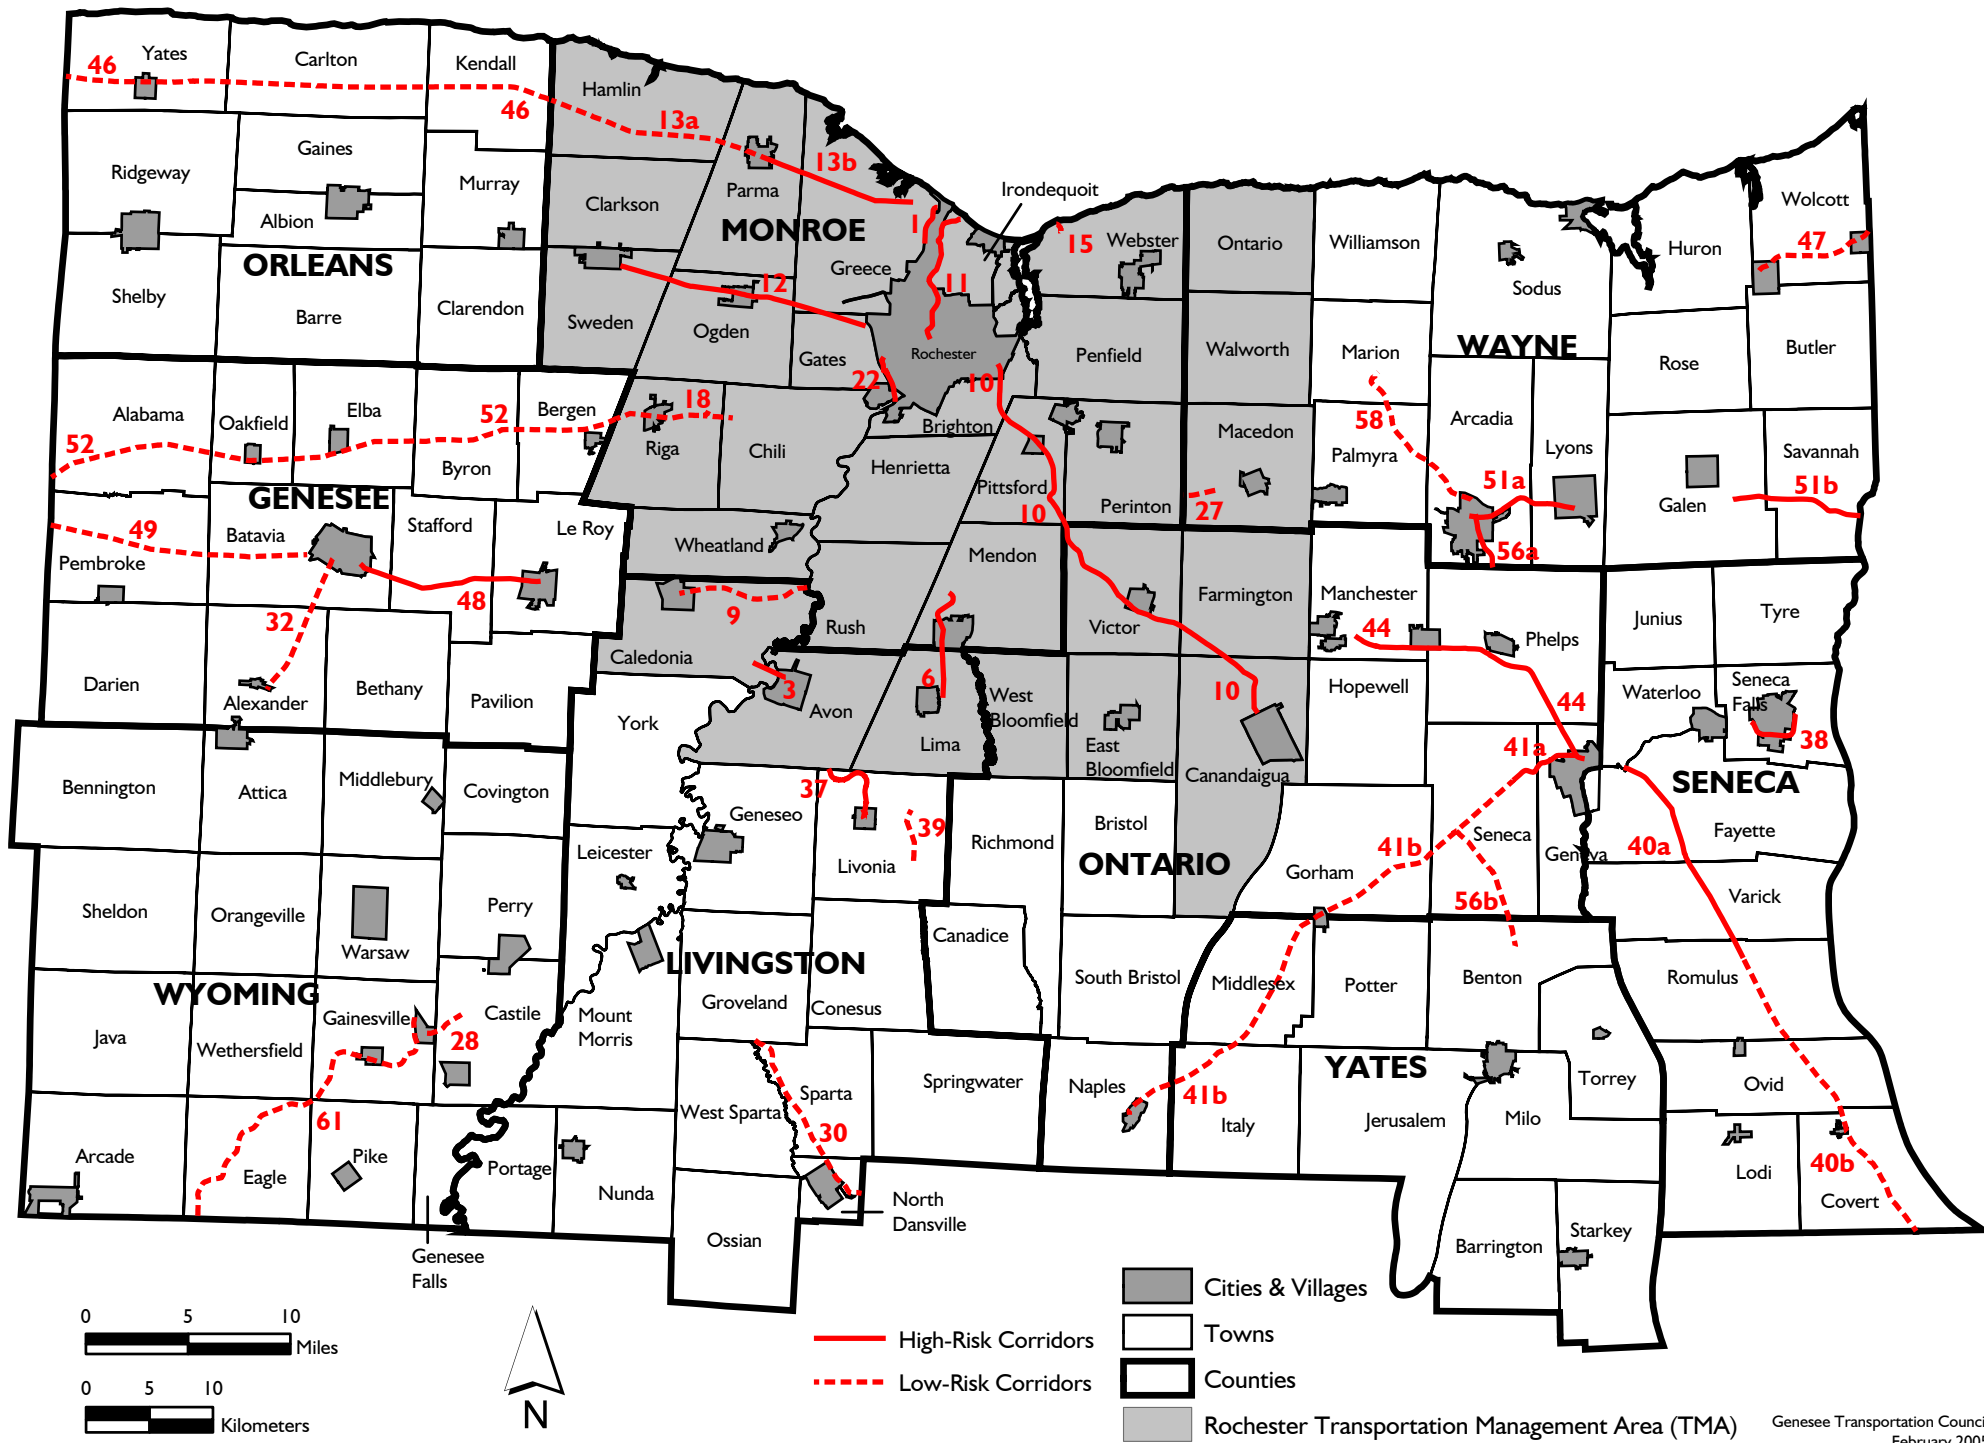 46
Yates
Carlton
Kendall
46
Hamlin
13a
13b
Ridgeway
Gaines
Murray
Albion
Clarkson
Parma
MONROE
Irondequoit
1
15
Webster
Ontario
Williamson
Wolcott
47
Huron
ORLEANS
Shelby
Barre
Clarendon
Sweden
12
Greece
11
Ogden
Gates
Rochester
22
10
Penfield
Walworth
Sodus
WAYNE
Marion
Rose
Butler
Alabama
Oakfield
Elba
52
Bergen
18
52
Byron
Riga
Chili
Brighton
Henrietta
Pittsford
Macedon
58
Palmyra
Arcadia
Lyons
Savannah
GENESEE
49
Batavia
Stafford
Le Roy
Wheatland
10
Perinton
27
51a
Galen
51b
56a
Pembroke
48
32
9
Mendon
Rush
Victor
Farmington
Manchester
44
Phelps
Junius
Tyre
Darien
Alexander
Bethany
Pavilion
Caledonia
York
3
Avon
6
Lima
West
Bloomfield
East
Bloomfield
10
Canandaigua
Hopewell
44
41a
Waterloo
Seneca
Falls
38
SENECA
Bennington
Attica
Middlebury
Covington
37
Geneseo
39
Livonia
Richmond
Bristol
ONTARIO
Leicester
Gorham
41b
Seneca
Geneva
40a
Fayette
56b
Varick
Sheldon
Orangeville
Warsaw
Perry
LIVINGSTON
Canadice
South Bristol
Middlesex
Potter
Benton
Romulus
WYOMING
Java
Wethersfield
Gainesville
28
Castile
Mount
Morris
Groveland
Conesus
61
Sparta
West Sparta
30
Springwater
Naples
41b
Italy
YATES
Jerusalem
Milo
Torrey
Ovid
Arcade
Eagle
Pike
Portage
Nunda
Lodi
40b
Covert
North
Dansville
Ossian
Genesee
Falls
Barrington
Starkey
0 5 10
Miles
0 5 10
Kilometers
N
High-Risk Corridors
Low-Risk Corridors
Cities & Villages
Towns
Counties
Rochester Transportation Management Area (TMA)
Genesee Transportation Counci
February